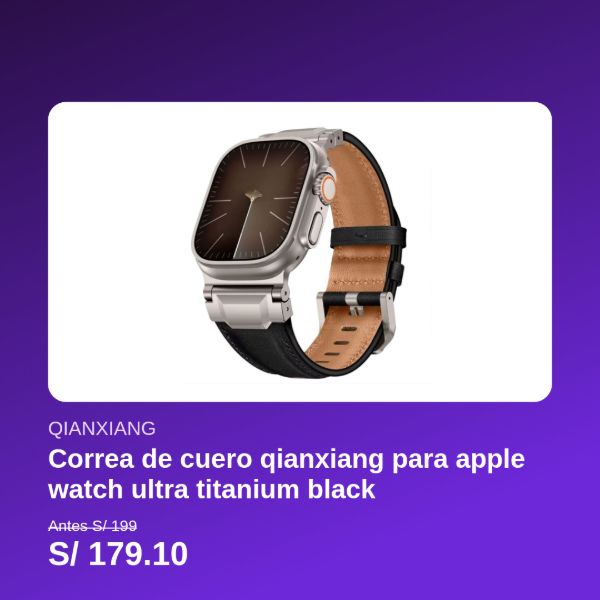 QIANXIANG
Correa de cuero qianxiang para apple
watch ultra titanium black
Antes S/ 199
S/ 179.10